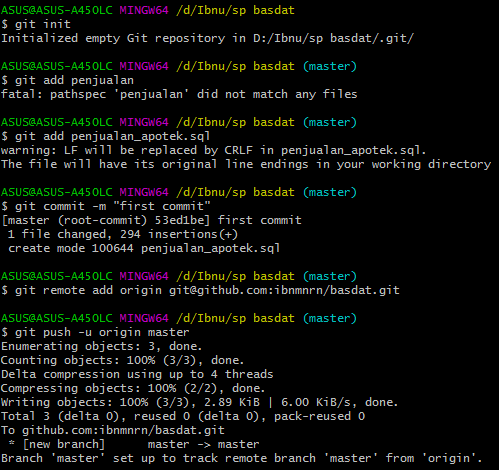 ASUS@ASUS-A450LC MINGW64 /d/Ibnu/sp basdat
$ git init
Initialized empty Git repository in D:/Ibnu/sp basdat/.git/
ASUS@ASUS-A450LC MINGW64 /d/Ibnu/sp basdat (master)
$ git add penjualan
fatal: pathspec 'penjualan' did not match any files
ASUS@ASUS-A450LC MINGW64 /d/Ibnu/sp basdat (master)
$ git add penjualan_apotek.sql
warning: LF will be replaced by CRLF in penjualan_apotek.sql.
The file will have its original line endings in your working directory
ASUS@ASUS-A450LC MINGW64 /d/Ibnu/sp basdat (master)
$ git commit -m "first commit"
[master (root-commit) 53ed1be] first commit
 1 file changed, 294 insertions(+)
 create mode 100644 penjualan_apotek.sql
ASUS@ASUS-A450LC MINGW64 /d/Ibnu/sp basdat (master)
$ git remote add origin git@github.com:ibnmnrn/basdat.git
ASUS@ASUS-A450LC MINGW64 /d/Ibnu/sp basdat (master)
$ git push -u origin master
Enumerating objects: 3, done.
Counting objects: 100% (3/3), done.
Delta compression using up to 4 threads
Compressing objects: 100% (2/2), done.
Writing objects: 100% (3/3), 2.89 KiB | 6.00 KiB/s, done.
Total 3 (delta 0), reused 0 (delta 0), pack-reused 0
To github.com:ibnmnrn/basdat.git
 * [new branch]      master -> master
Branch 'master' set up to track remote branch 'master' from 'origin'.